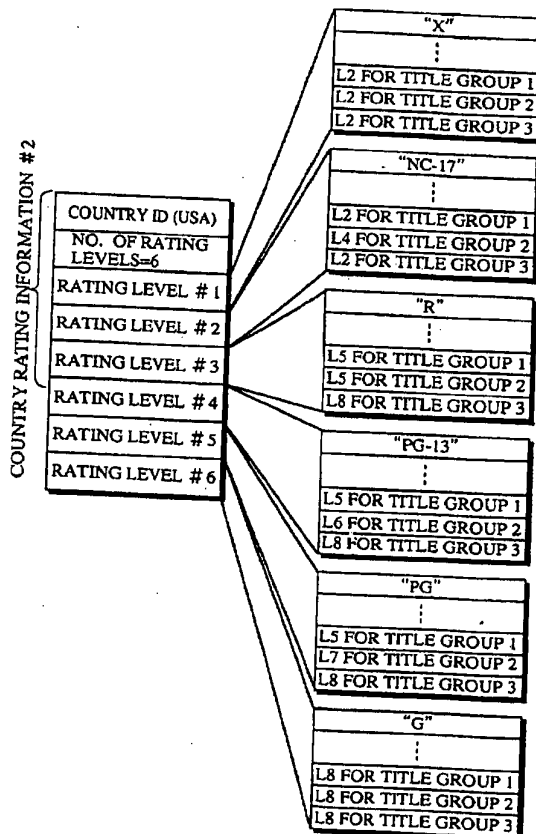 COUNTRY RATING INFORMATION #2
COUNTRY ID (USA)
NO. OF RATING
LEVELS=6
RATING LEVEL #1
RATING LEVEL #2
RATING LEVEL #3
RATING LEVEL #4
RATING LEVEL #5
RATING LEVEL #6
"X"
L2 FOR TITLE GROUP 1
L2 FOR TITLE GROUP 2
L2 FOR TITLE GROUP 3
"NC-17"
L2 FOR TITLE GROUP 1
L4 FOR TITLE GROUP 2
L2 FOR TITLE GROUP 3
"R"
L5 FOR TITLE GROUP 1
L5 FOR TITLE GROUP 2
L8 FOR TITLE GROUP 3
"PG-13"
L5 FOR TITLE GROUP 1
L6 FOR TITLE GROUP 2
L8 FOR TITLE GROUP 3
"PG"
L5 FOR TITLE GROUP 1
L7 FOR TITLE GROUP 2
L8 FOR TITLE GROUP 3
"G"
L8 FOR TITLE GROUP 1
L8 FOR TITLE GROUP 2
L8 FOR TITLE GROUP 3